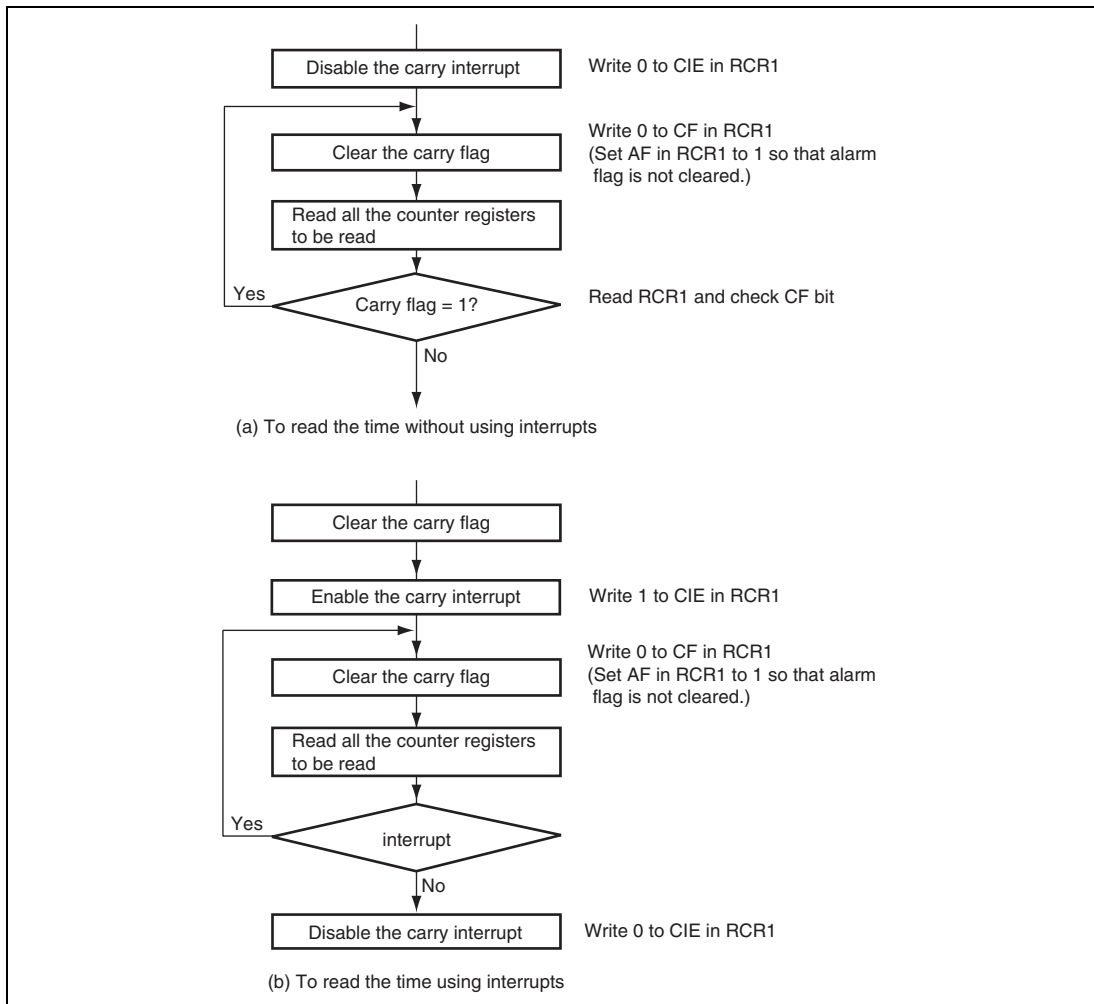 Disable the carry interrupt
Write 0 to CIE in RCR1
Write 0 to CF in RCR1
(Set AF in RCR1 to 1 so that alarm
flag is not cleared.)
Clear the carry flag
Read all the counter registers
to be read
Yes
Carry flag = 1?
Read RCR1 and check CF bit
No
(a) To read the time without using interrupts
Clear the carry flag
Enable the carry interrupt
Write 1 to CIE in RCR1
Write 0 to CF in RCR1
(Set AF in RCR1 to 1 so that alarm
flag is not cleared.)
Clear the carry flag
Read all the counter registers
to be read
Yes
interrupt
No
Disable the carry interrupt
Write 0 to CIE in RCR1
(b) To read the time using interrupts